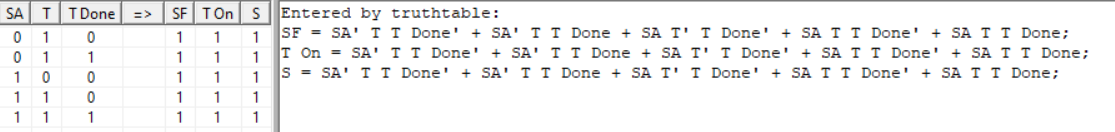 SA T T Done => SF T On S
0 1 0 1 1 1
0 1 1 1 1 1
1 0 0 1 1 1
1 1 0 1 1 1
1 1 1 1 1 1
Entered by truthtable:
SF = SA' T T Done' + SA' T T Done + SA T' T Done' + SA T T Done' + SA T T Done;
T On = SA' T T Done' + SA' T T Done + SA T' T Done' + SA T T Done' + SA T T Done;
S = SA' T T Done' + SA' T T Done + SA T' T Done' + SA T T Done' + SA T T Done;